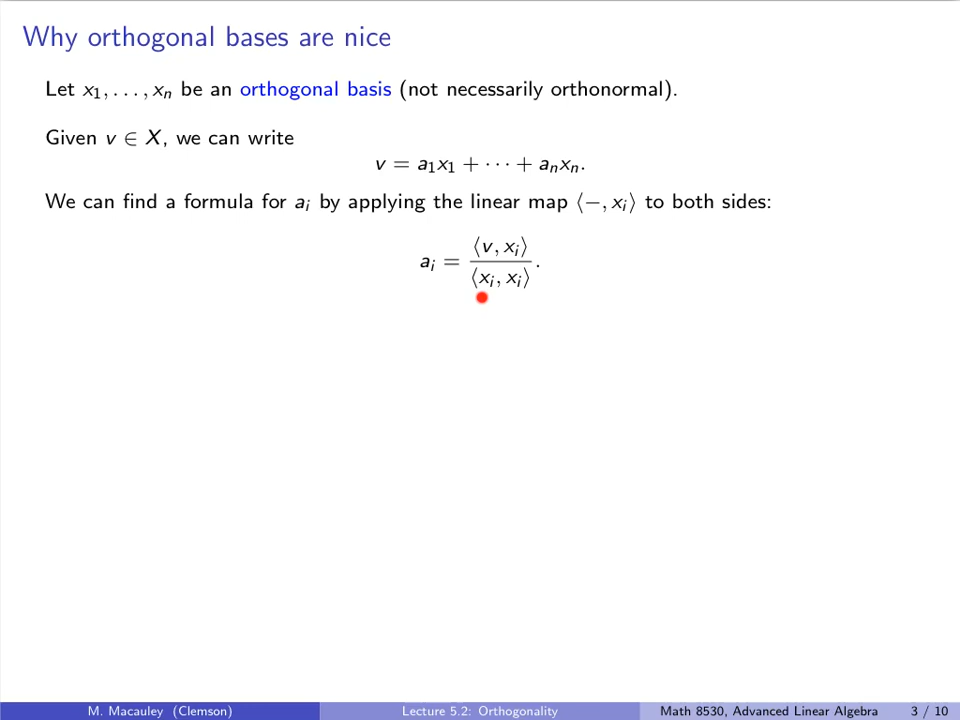 Why orthogonal bases are nice
Let x₁, . . . , xₙ be an orthogonal basis (not necessarily orthonormal).
Given v ∈ X, we can write
v = a₁x₁ + · · · + aₙxₙ.
We can find a formula for aᵢ by applying the linear map ⟨−, xᵢ⟩ to both sides:
aᵢ = ⟨v, xᵢ⟩ / ⟨xᵢ, xᵢ⟩ .
M. Macauley (Clemson) Lecture 5.2: Orthogonality Math 8530, Advanced Linear Algebra 3 / 10